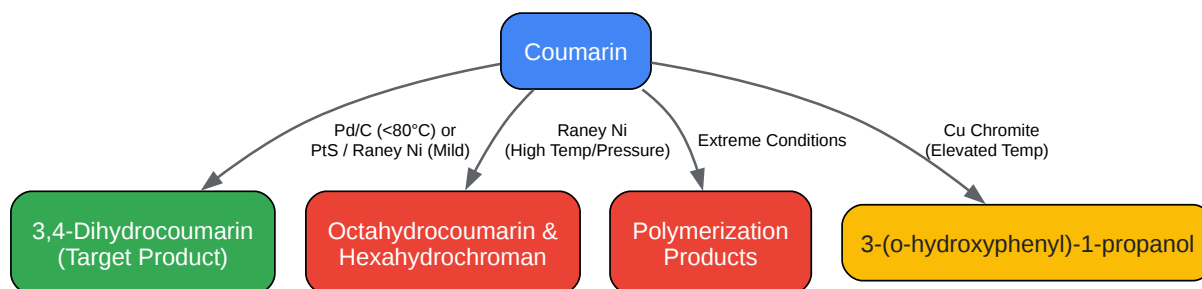 Coumarin
Pd/C (<80°C) or
PtS / Raney Ni (Mild)
Raney Ni
(High Temp/Pressure)
Extreme Conditions
Cu Chromite
(Elevated Temp)
3,4-Dihydrocoumarin
(Target Product)
Octahydrocoumarin &
Hexahydrochroman
Polymerization
Products
3-(o-hydroxyphenyl)-1-propanol